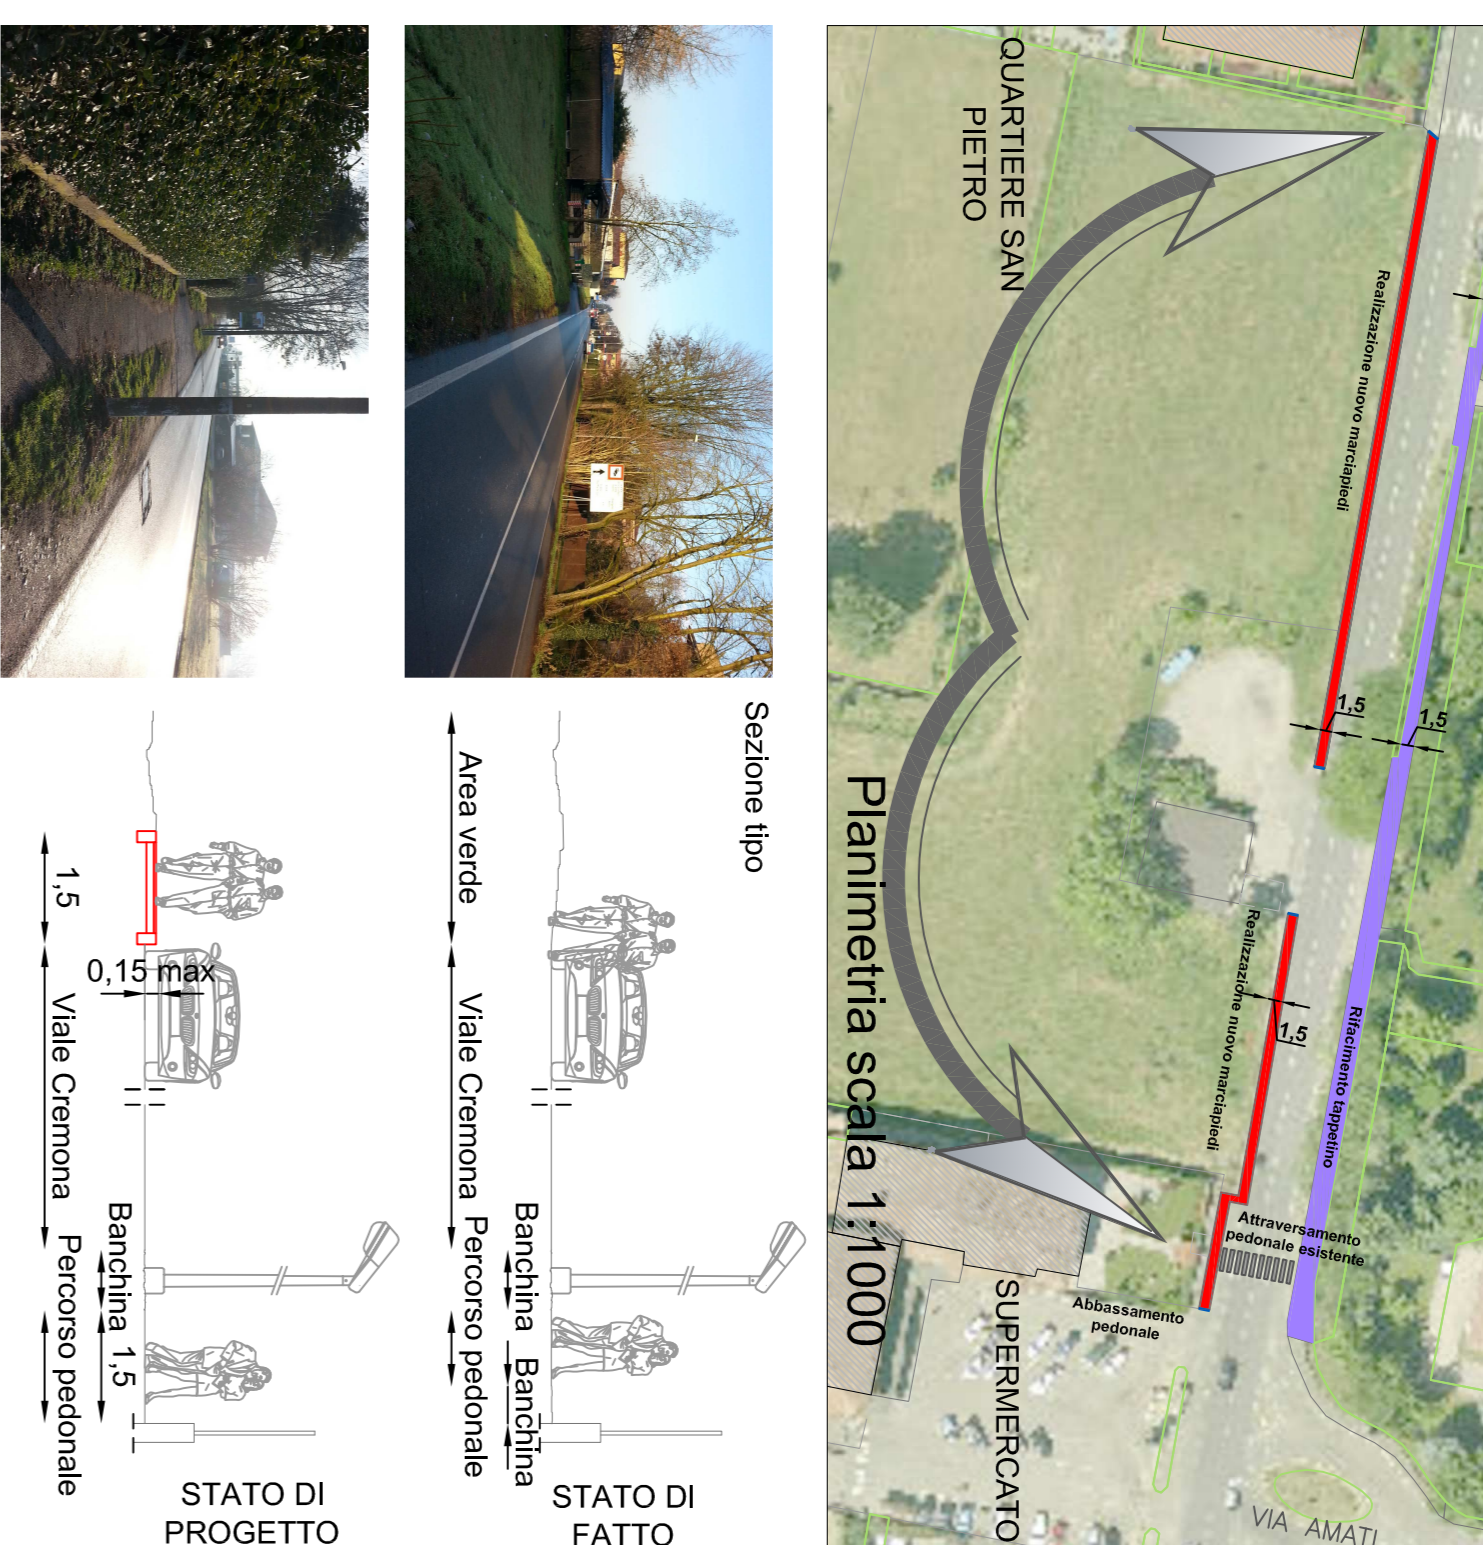 QUARTIERE SAN
PIETRO
Realizzazione nuovo marciapiedi
1,5
1,5
Realizzazione nuovo marciapiedi
1,5
Rifacimento tappetino
Attraversamento
pedonale esistente
Abbassamento
pedonale
SUPERMERCATO
VIA AMATI
Planimetria scala 1:1000
Sezione tipo
Area verde
Viale Cremona
Banchina
Percorso pedonale
Banchina
STATO DI
FATTO
1,5
0,15 max
Viale Cremona
Banchina
1,5
Percorso pedonale
STATO DI
PROGETTO